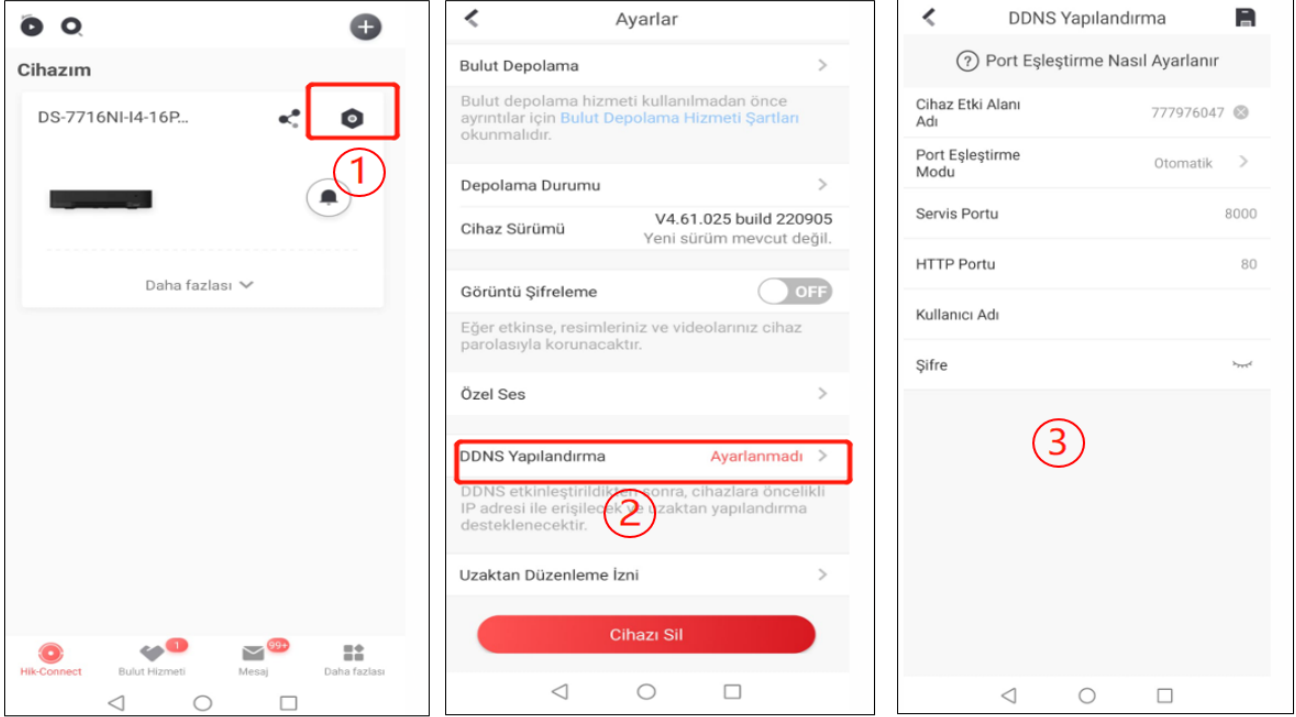 Cihazım
DS-7716NI-I4-16P...
1
Daha fazlası
Hik-Connect
1
Bulut Hizmeti
99+
Mesaj
Daha fazlası
Ayarlar
Bulut Depolama
Bulut depolama hizmeti kullanılmadan önce
ayrıntılar için Bulut Depolama Hizmeti Şartları
okunmalıdır.
Depolama Durumu
Cihaz Sürümü
V4.61.025 build 220905
Yeni sürüm mevcut değil.
Görüntü Şifreleme
OFF
Eğer etkinse, resimleriniz ve videolarınız cihaz
parolasıyla korunacaktır.
Özel Ses
DDNS Yapılandırma Ayarlanmadı
DDNS etkinleştirildikten sonra, cihazlara öncelikli
IP adresi ile erişilecek ve uzaktan yapılandırma
desteklenecektir.
2
Uzaktan Düzenleme İzni
Cihazı Sil
DDNS Yapılandırma
? Port Eşleştirme Nasıl Ayarlanır
Cihaz Etki Alanı
Adı
777976047
Port Eşleştirme
Modu
Otomatik
Servis Portu 8000
HTTP Portu 80
Kullanıcı Adı
Şifre
3